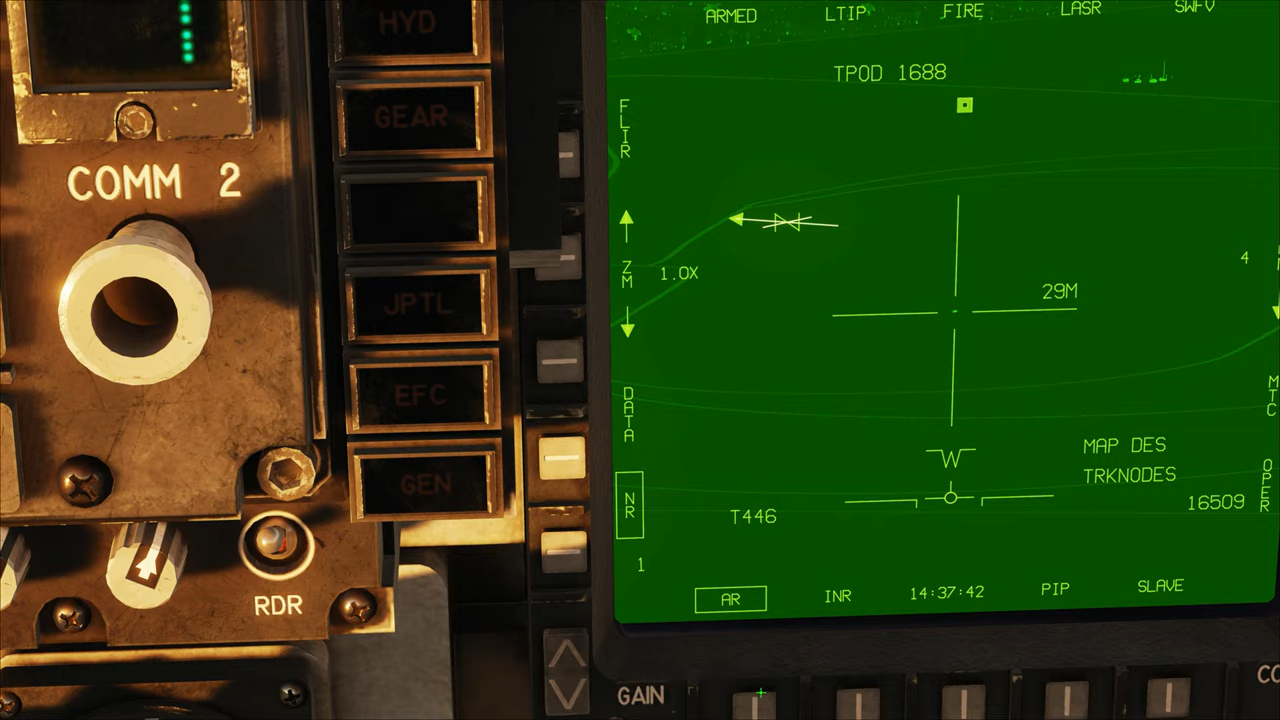 HYD
GEAR
COMM 2
JPTL
EFC
GEN
RDR
GAIN
ARMED LTIP FIRE LASR SWFV
TPOD 1688
FLIR
ZM
1.0X
4
29M
DATA
MTC
W
MAP DES
TRKNODES
NR
T446
16509
OPER
1
AR INR 14:37:42 PIP SLAVE